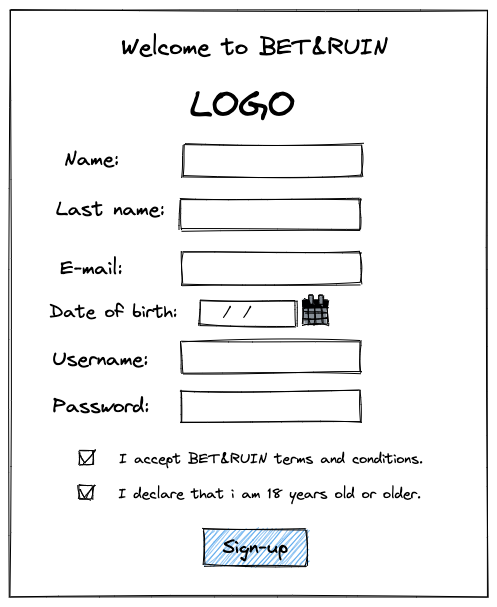 Welcome to BET&RUIN
LOGO
Name:
Last name:
E-mail:
Date of birth: / /
Username:
Password:
I accept BET&RUIN terms and conditions.
I declare that i am 18 years old or older.
Sign-up